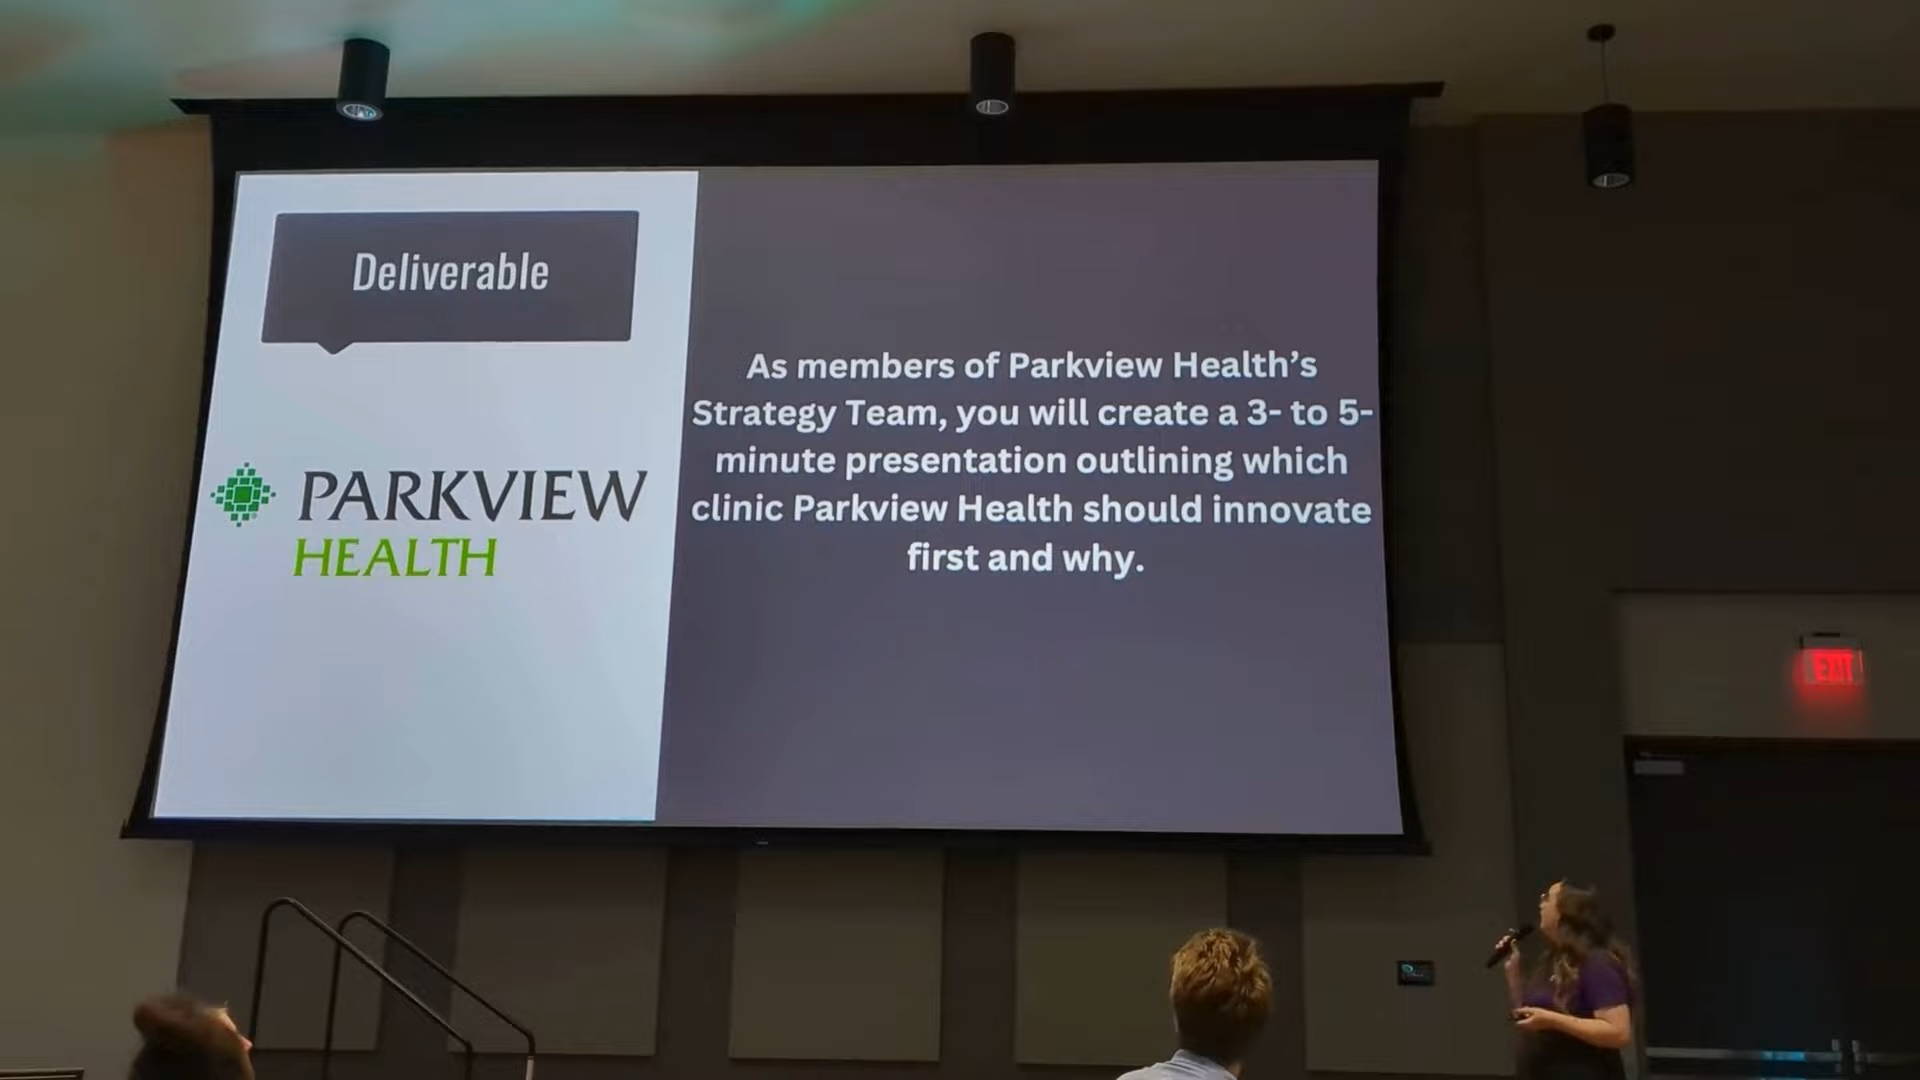 Deliverable
PARKVIEW
HEALTH
As members of Parkview Health’s
Strategy Team, you will create a 3- to 5-
minute presentation outlining which
clinic Parkview Health should innovate
first and why.
EXIT